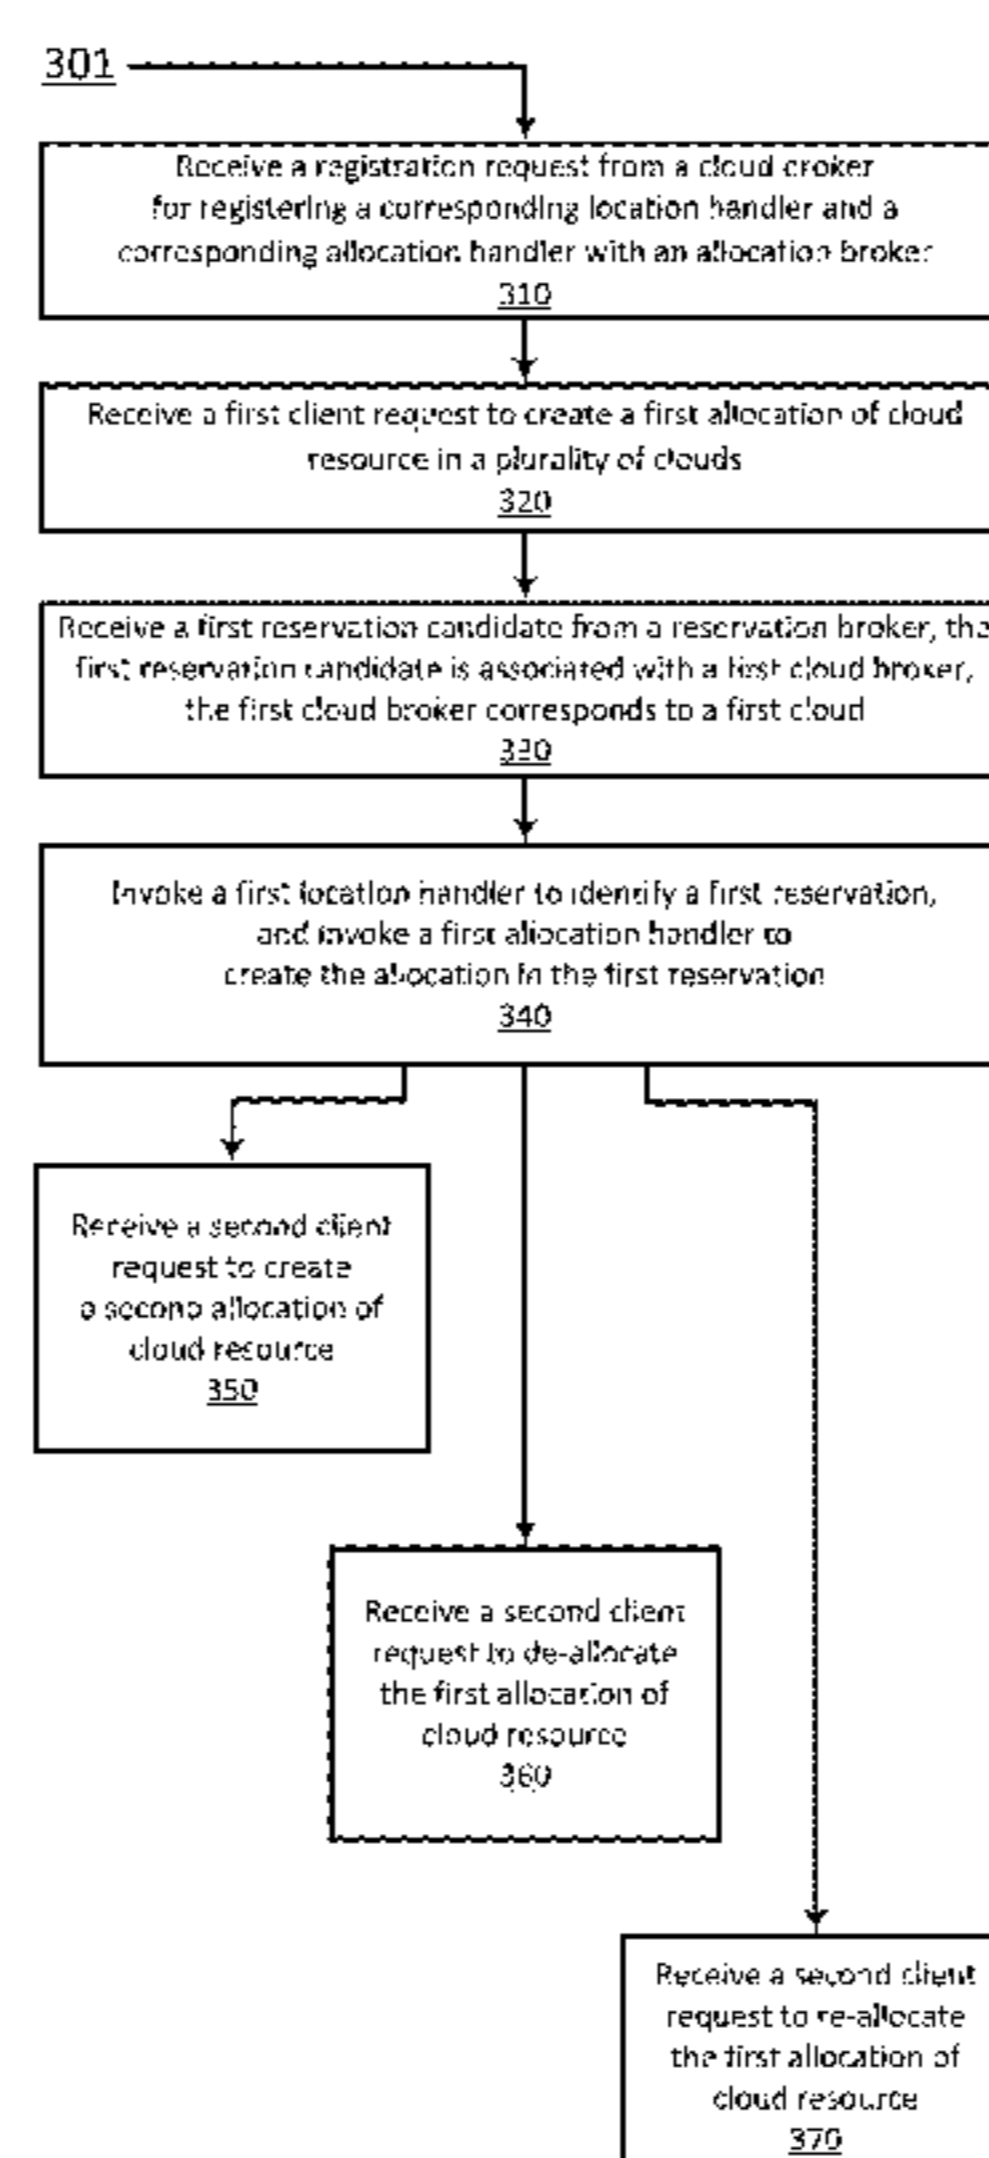 301
Receive a registration request from a cloud broker
for registering a corresponding location handler and a
corresponding allocation handler with an allocation broker
310
Receive a first client request to create a first allocation of cloud
resource in a plurality of clouds
320
Receive a first reservation candidate from a reservation broker, the
first reservation candidate is associated with a first cloud broker,
the first cloud broker corresponds to a first cloud
330
Invoke a first location handler to identify a first reservation,
and invoke a first allocation handler to
create the allocation in the first reservation
340
Receive a second client
request to create
a second allocation of
cloud resource
350
Receive a second client
request to de-allocate
the first allocation of
cloud resource
360
Receive a second client
request to re-allocate
the first allocation of
cloud resource
370